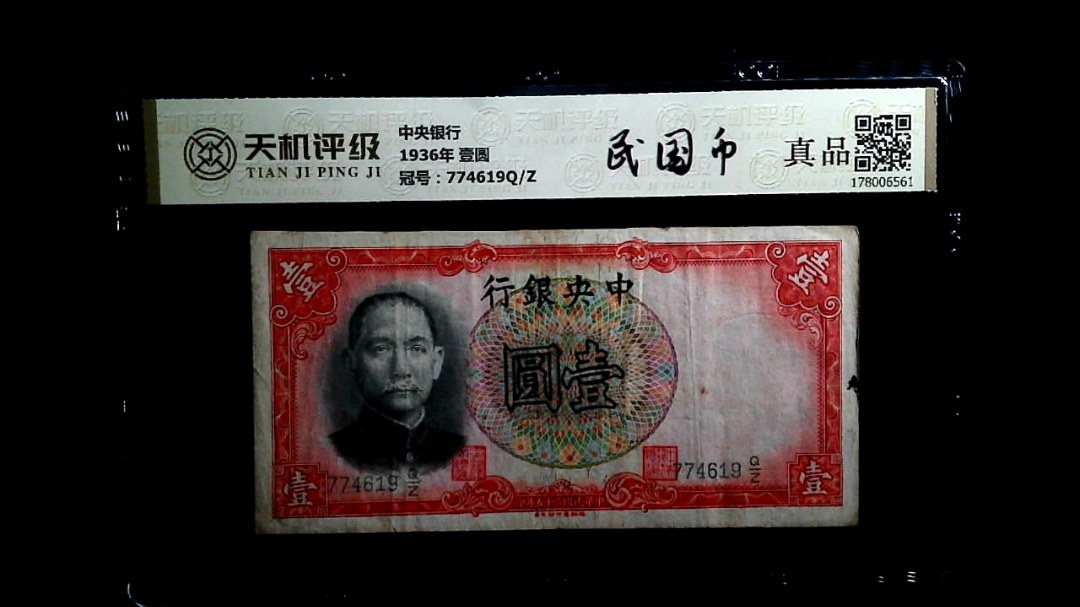 天机评级
TIAN JI PING JI
中央银行
1936年 壹圆
冠号：774619Q/Z
民国币
真品
178006561
壹
壹
行銀央中
圓壹
774619 Q/Z
774619 Q/Z
壹
壹